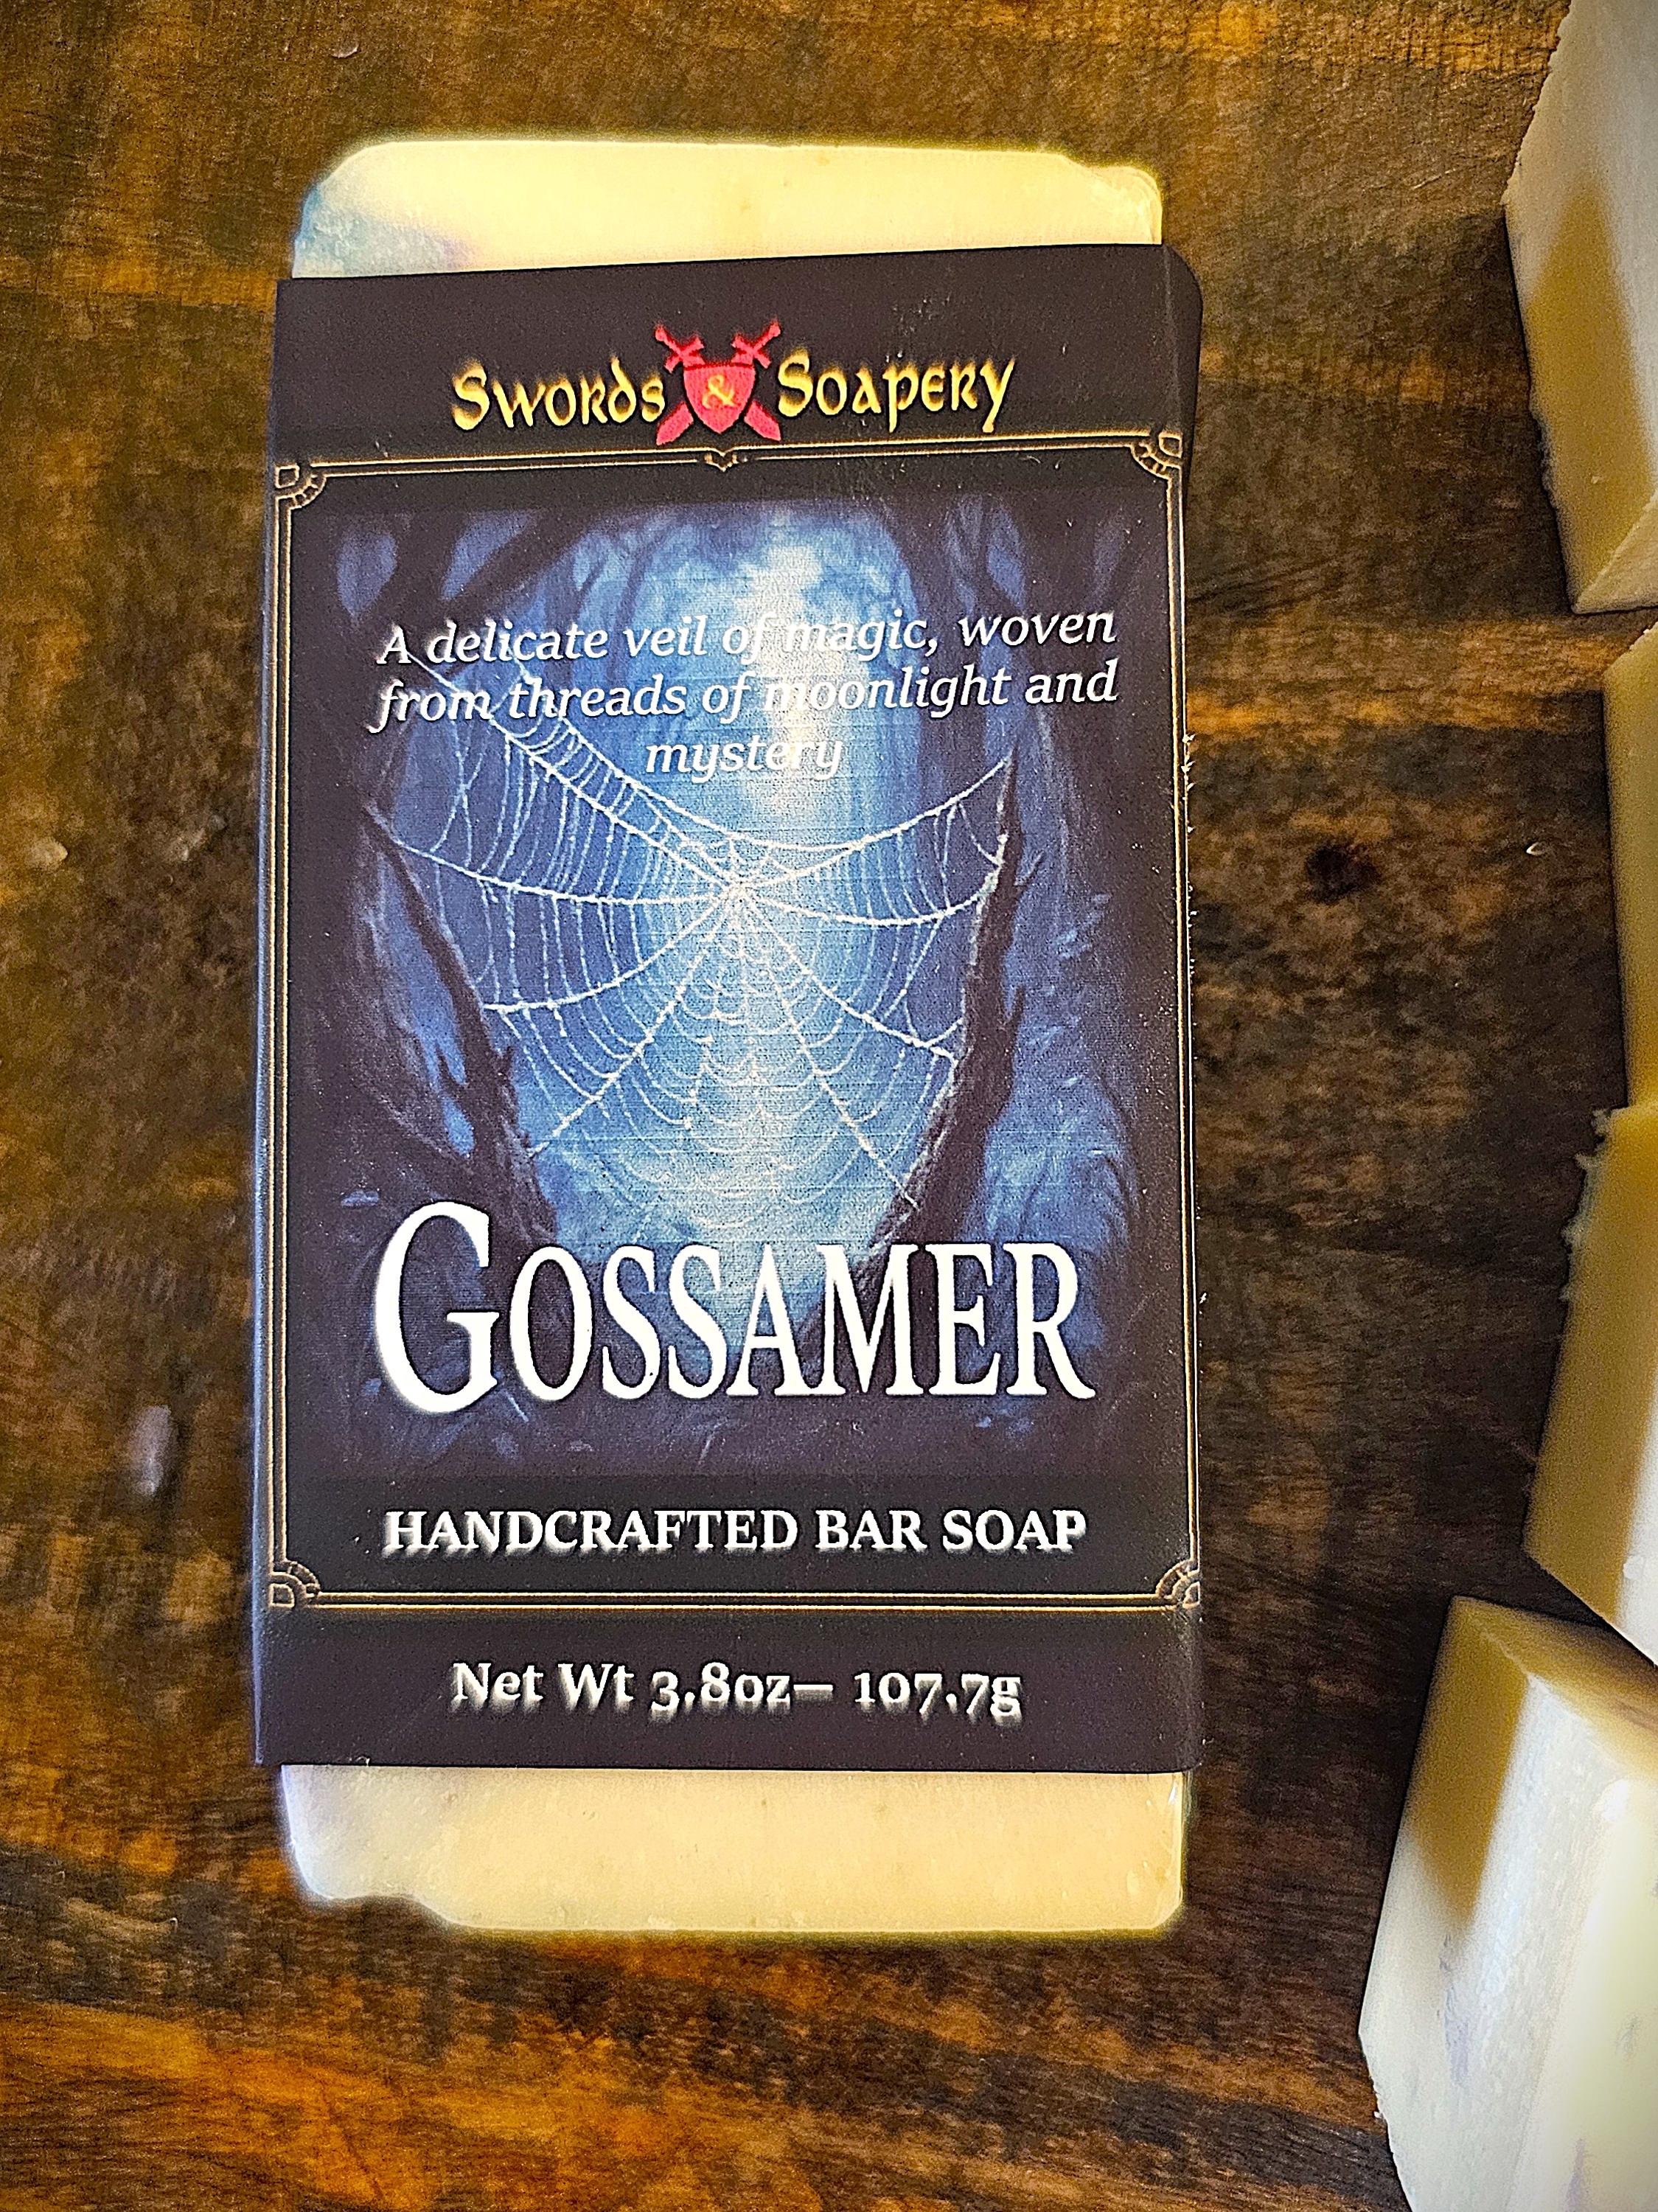 Swords & Soapery
A delicate veil of magic, woven
from threads of moonlight and
mystery
GOSSAMER
HANDCRAFTED BAR SOAP
Net Wt 3.8oz— 107.7g